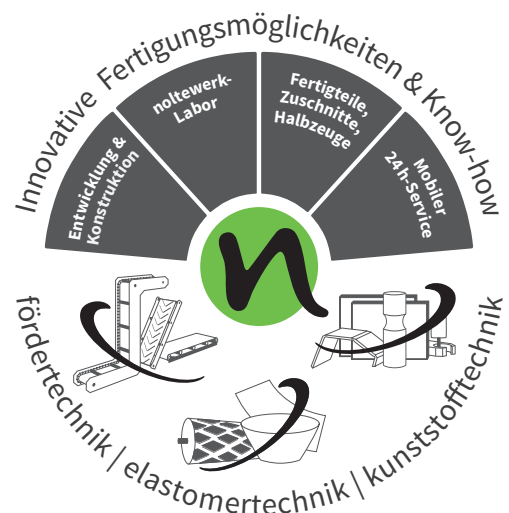 Innovative Fertigungsmöglichkeiten & Know-how
Entwicklung &
Konstruktion
noltewerk-
Labor
Fertigteile,
Zuschnitte,
Halbzeuge
Mobiler
24h-Service
n
fördertechnik | elastomertechnik | kunststofftechnik